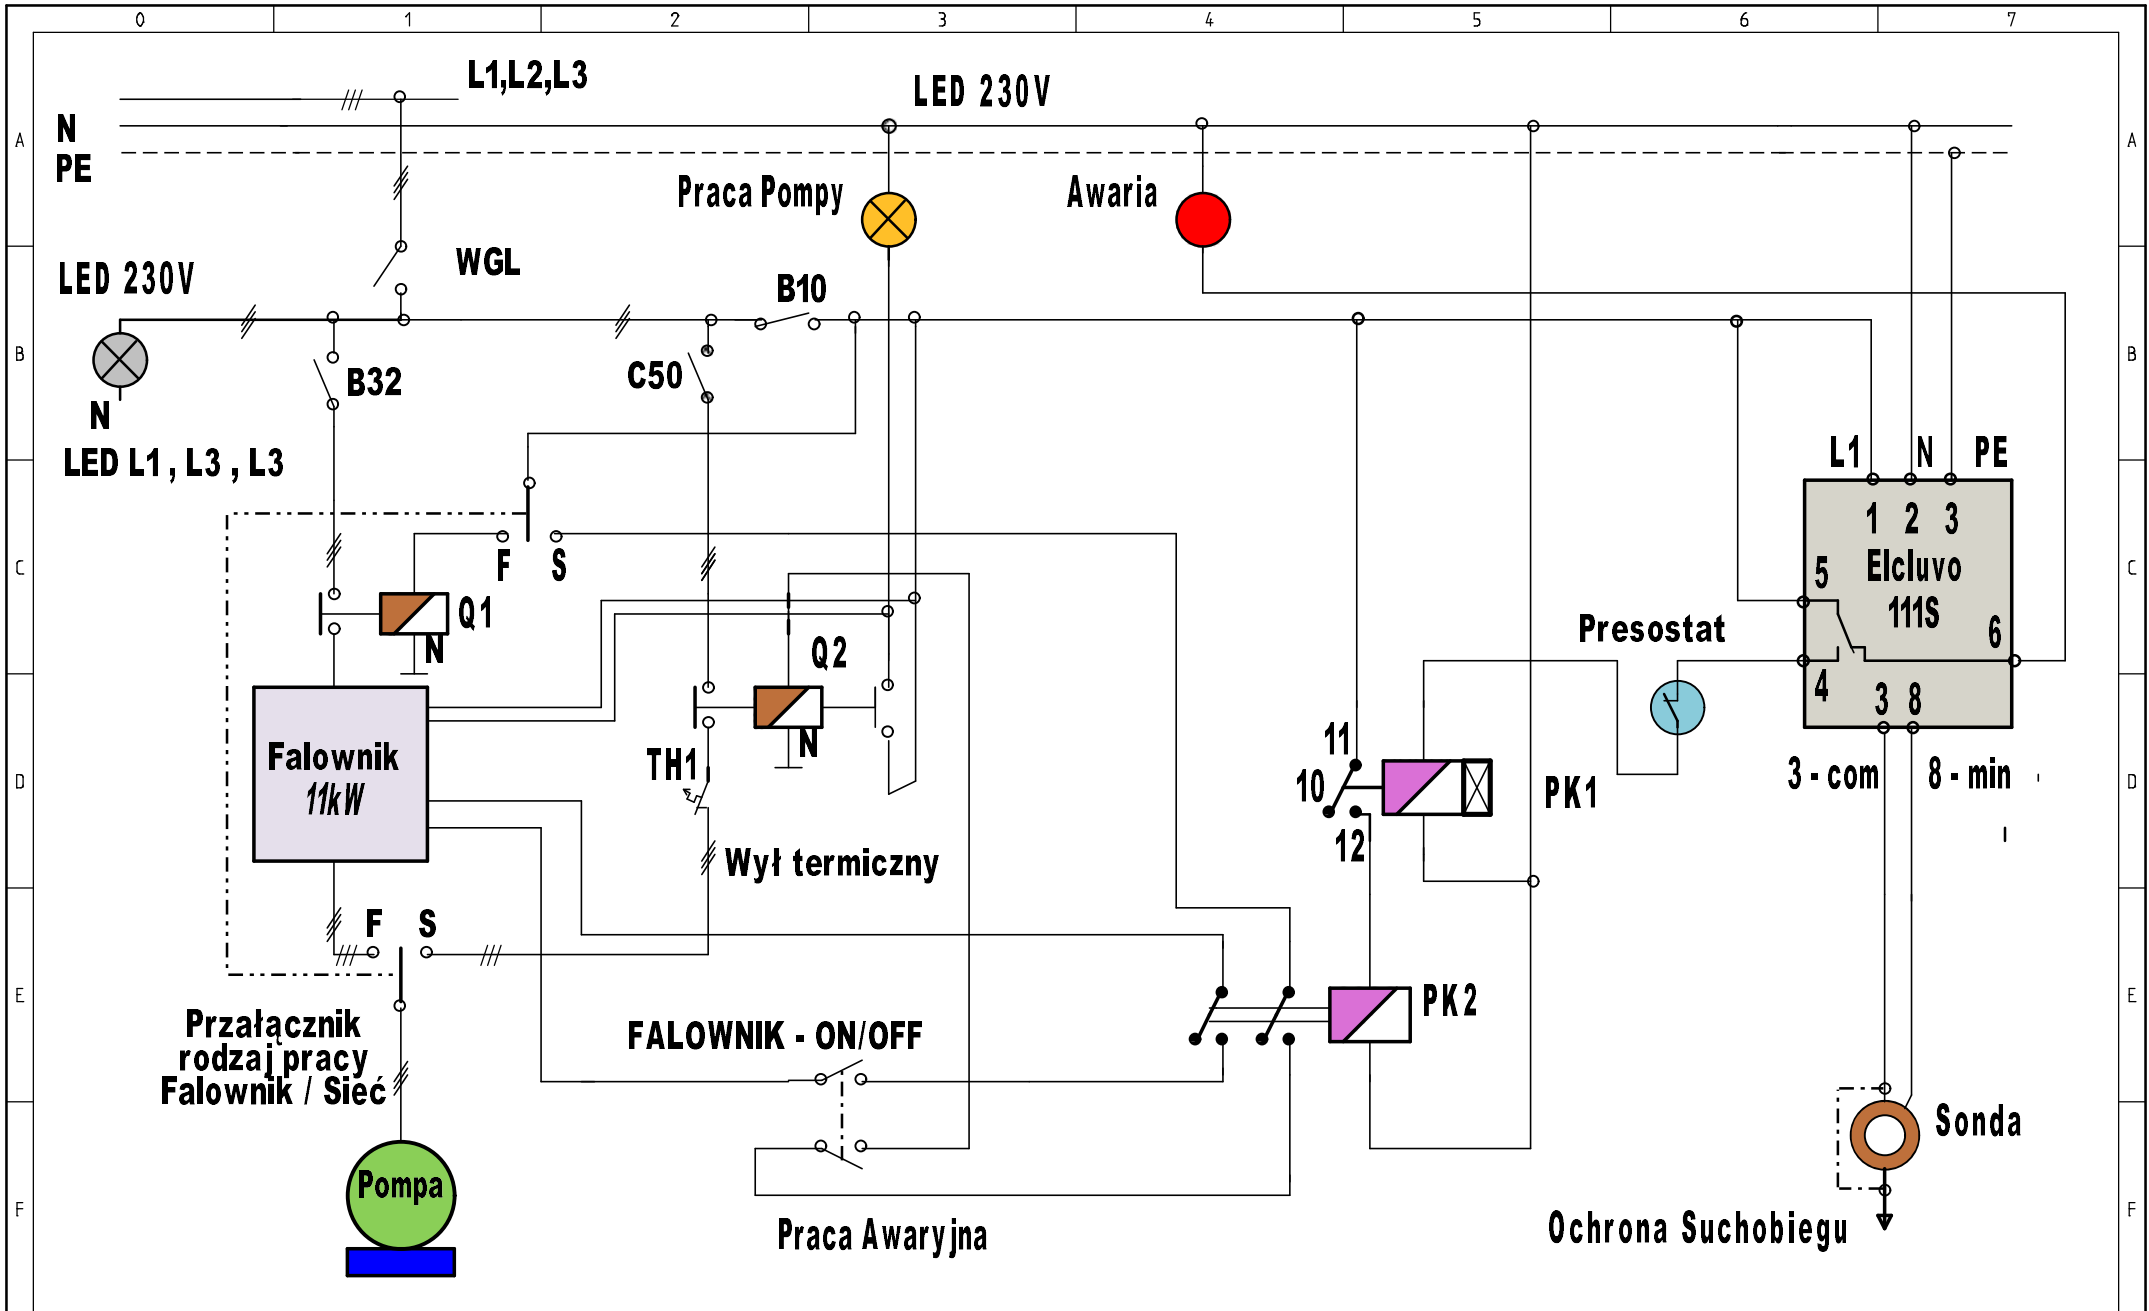 0 1 2 3 4 5 6 7
L1,L2,L3
LED 230V
A N A
PE
Praca Pompy
Awaria
WGL
LED 230V
B10
B B
C50
B32
N
LED L1 , L3 , L3
L1 N PE
1 2 3
F S
C Elcluvo C
5
111S
Q1
Presostat
6
N
Q2
4
3 8
11
N
Falownik
TH1
3 - com 8 - min
D D
10
PK1
11kW
12
Wył termiczny
F S
E E
PK2
Przałącznik
FALOWNIK - ON/OFF
rodzaj pracy
Falownik / Sieć
Sonda
Pompa
F F
Ochrona Suchobiegu
Praca Awaryjna